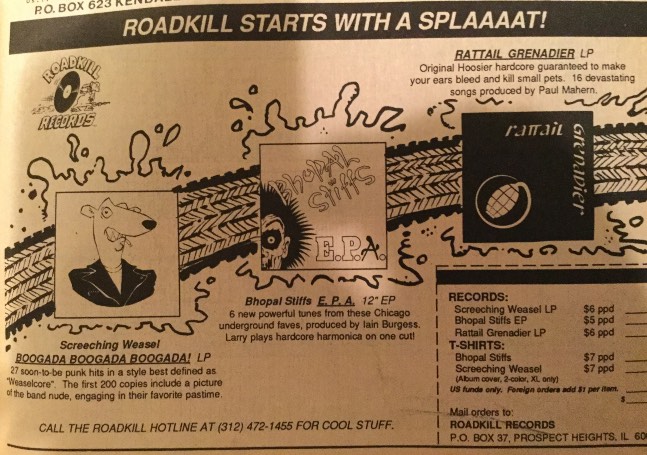 P.O. BOX 623
ROADKILL STARTS WITH A SPLAAAAT!
ROADKILL
RECORDS
RATTAIL GRENADIER LP
Original Hoosier hardcore guaranteed to make
your ears bleed and kill small pets. 16 devastating
songs produced by Paul Mahern.
rattail
GRENADIER
BHOPAL
STIFFS
E.P.A.
Bhopal Stiffs E.P.A. 12" EP
6 new powerful tunes from these Chicago
underground faves, produced by Iain Burgess.
Larry plays hardcore harmonica on one cut!
Screeching Weasel
BOOGADA BOOGADA BOOGADA! LP
27 soon-to-be punk hits in a style best defined as
"Weaselcore". The first 200 copies include a picture
of the band nude, engaging in their favorite pastime.
CALL THE ROADKILL HOTLINE AT (312) 472-1455 FOR COOL STUFF.
RECORDS:
Screeching Weasel LP $6 ppd
Bhopal Stiffs EP $5 ppd
Rattail Grenadier LP $6 ppd
T-SHIRTS:
Bhopal Stiffs $7 ppd
Screeching Weasel $7 ppd
(Album cover, 2-color, XL only)
US funds only. Foreign orders add $1 per item.
$
Mail orders to:
ROADKILL RECORDS
P.O. BOX 37, PROSPECT HEIGHTS, IL